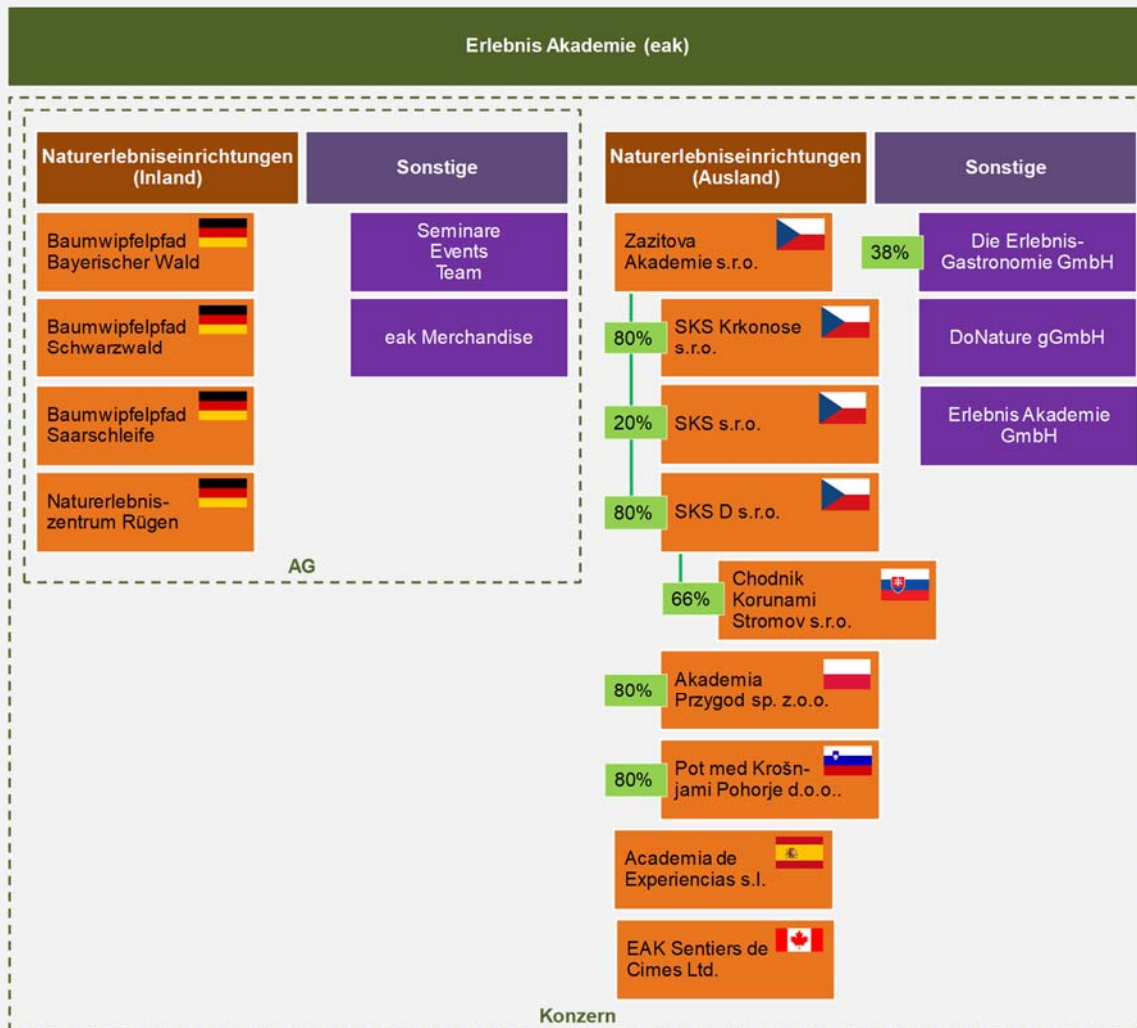 Erlebnis Akademie (eak)
Naturerlebniseinrichtungen
(Inland)
Sonstige
Baumwipfelpfad
Bayerischer Wald
Baumwipfelpfad
Schwarzwald
Baumwipfelpfad
Saarschleife
Naturerlebnis-
zentrum Rügen
Seminare
Events
Team
eak Merchandise
AG
Naturerlebniseinrichtungen
(Ausland)
Sonstige
Zazitova
Akademie s.r.o.
80%
SKS Krkonose
s.r.o.
20%
SKS s.r.o.
80%
SKS D s.r.o.
66%
Chodnik
Korunami
Stromov s.r.o.
80%
Akademia
Przygod sp. z.o.o.
80%
Pot med Krošn-
jami Pohorje d.o.o..
Academia de
Experiencias s.l.
EAK Sentiers de
Cimes Ltd.
38%
Die Erlebnis-
Gastronomie GmbH
DoNature gGmbH
Erlebnis Akademie
GmbH
Konzern